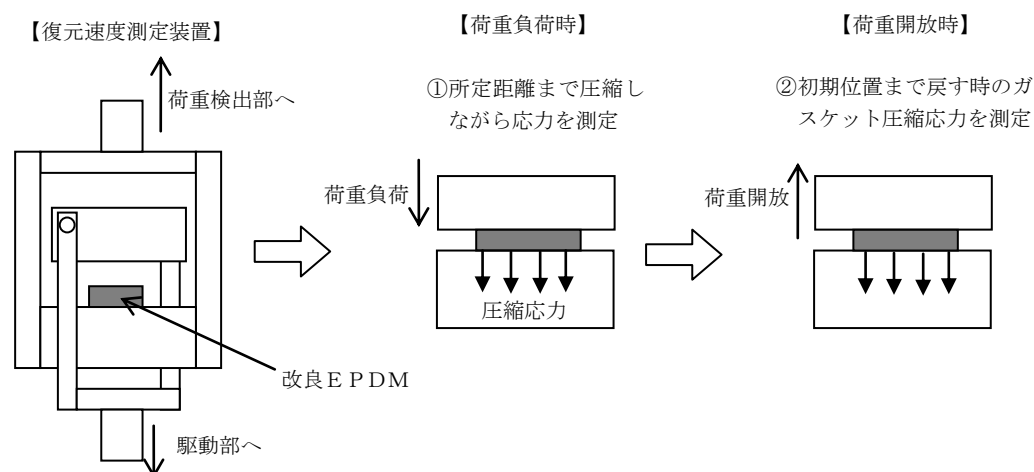 【復元速度測定装置】
荷重検出部へ
改良ＥＰＤＭ
駆動部へ
【荷重負荷時】
①所定距離まで圧縮し
ながら応力を測定
荷重負荷
圧縮応力
【荷重開放時】
②初期位置まで戻す時のガ
スケット圧縮応力を測定
荷重開放